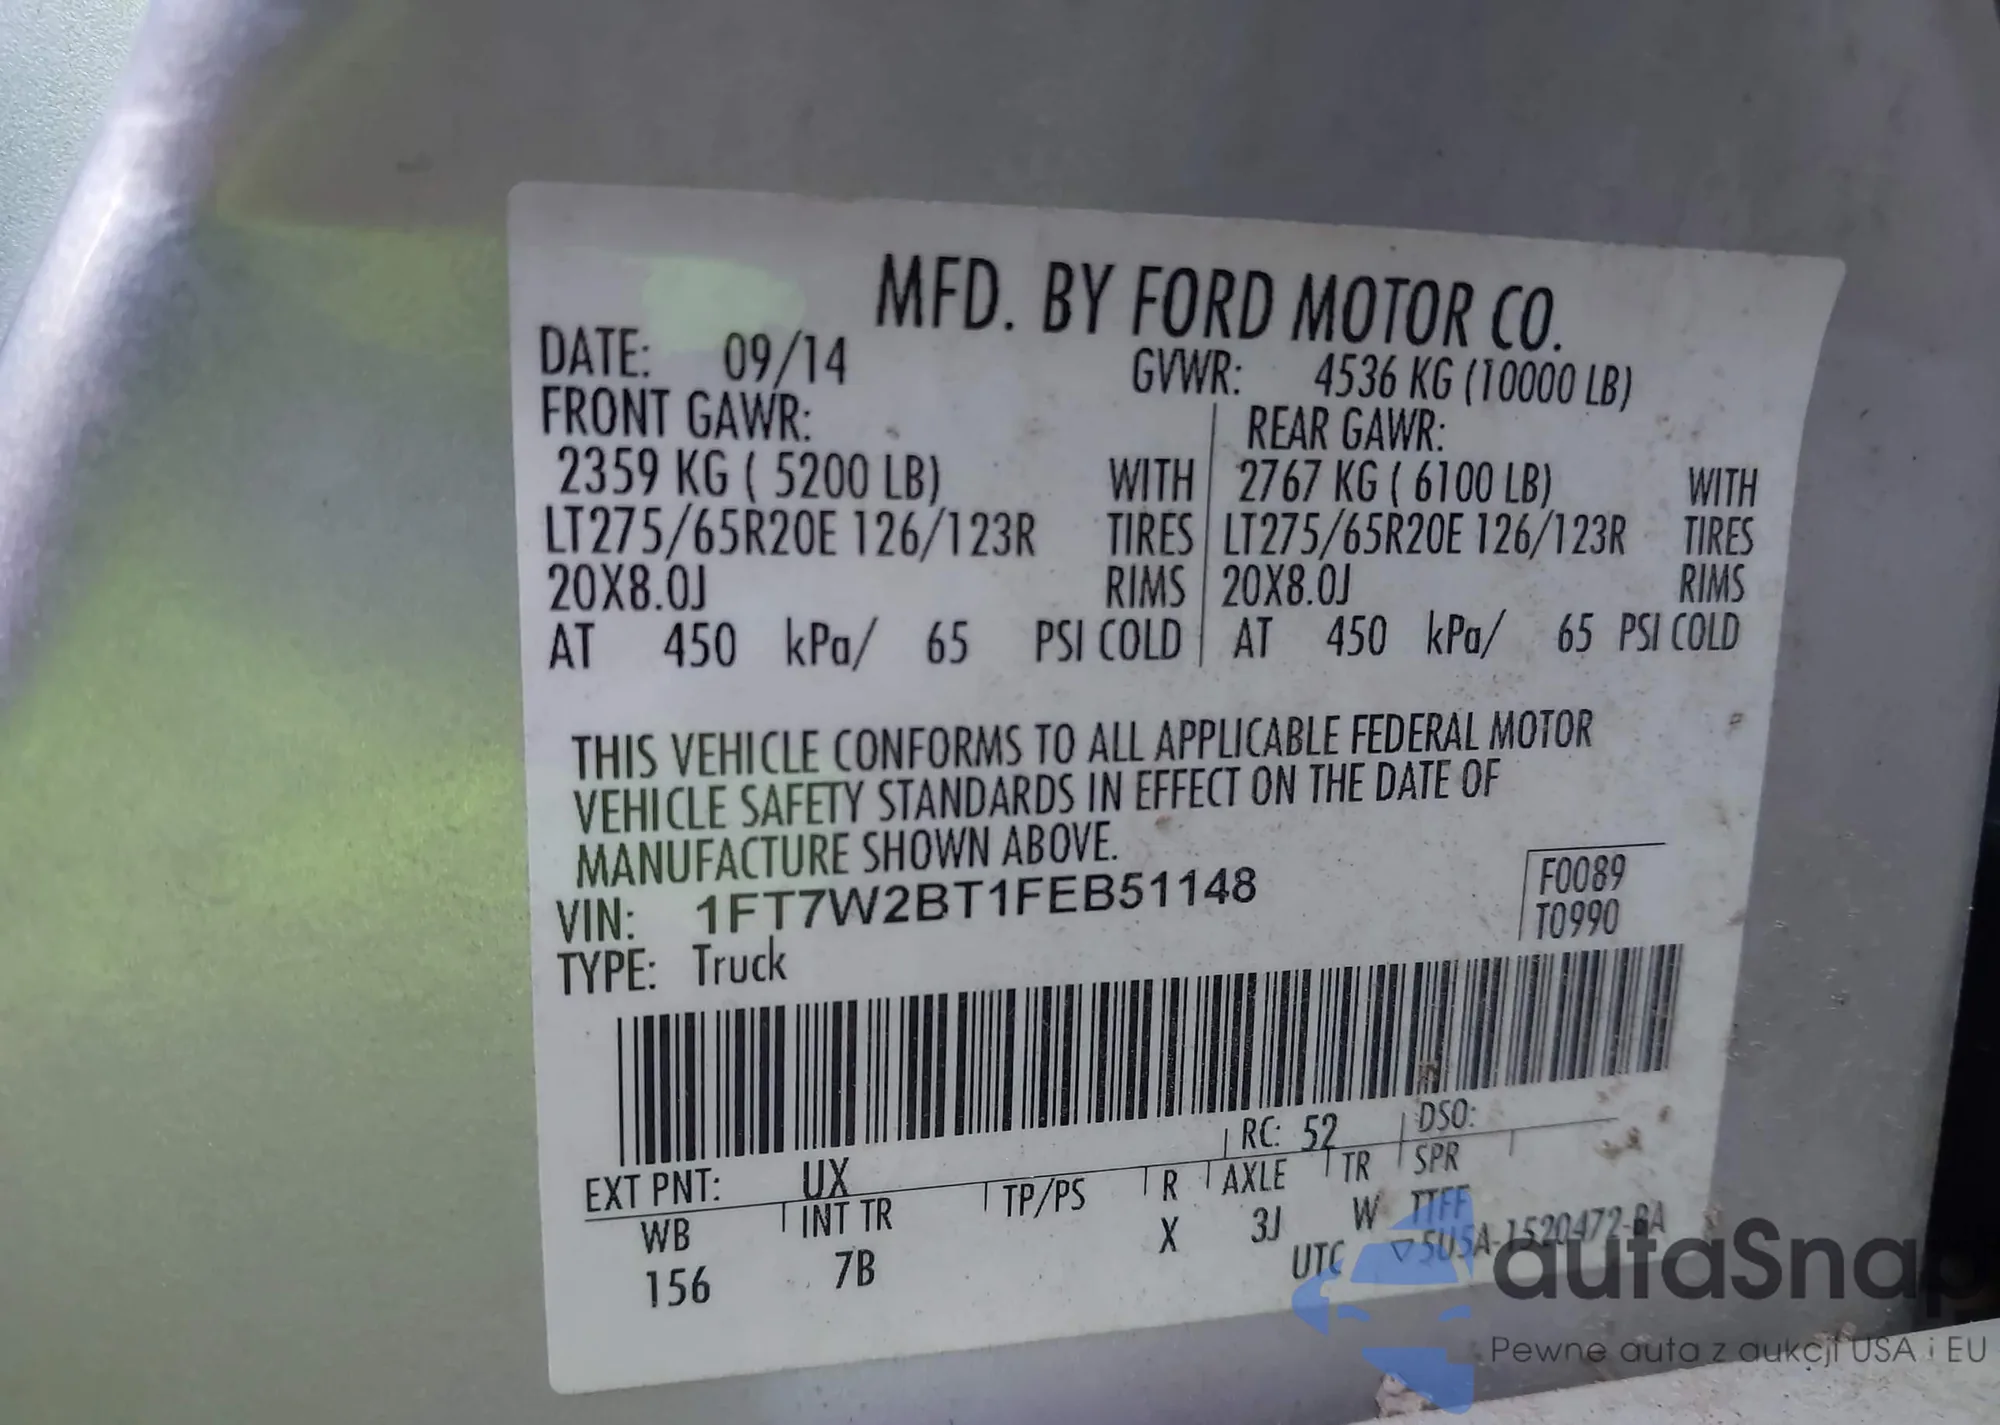 MFD. BY FORD MOTOR CO.
DATE: 09/14 GVWR: 4536 KG (10000 LB)
FRONT GAWR: REAR GAWR:
2359 KG ( 5200 LB) WITH 2767 KG ( 6100 LB) WITH
LT275/65R20E 126/123R TIRES LT275/65R20E 126/123R TIRES
20X8.0J RIMS 20X8.0J RIMS
AT 450 kPa/ 65 PSI COLD AT 450 kPa/ 65 PSI COLD
THIS VEHICLE CONFORMS TO ALL APPLICABLE FEDERAL MOTOR
VEHICLE SAFETY STANDARDS IN EFFECT ON THE DATE OF
MANUFACTURE SHOWN ABOVE.
VIN: 1FT7W2BT1FEB51148
F0089
T0990
TYPE: Truck
EXT PNT: UX RC: 52 DSO:
WB INT TR TP/PS R AXLE TR SPR
156 7B X 3J W TTFF
UTC ▽5U5A-1520472-BA
autaSnap
Pewne auta z aukcji USA i EU